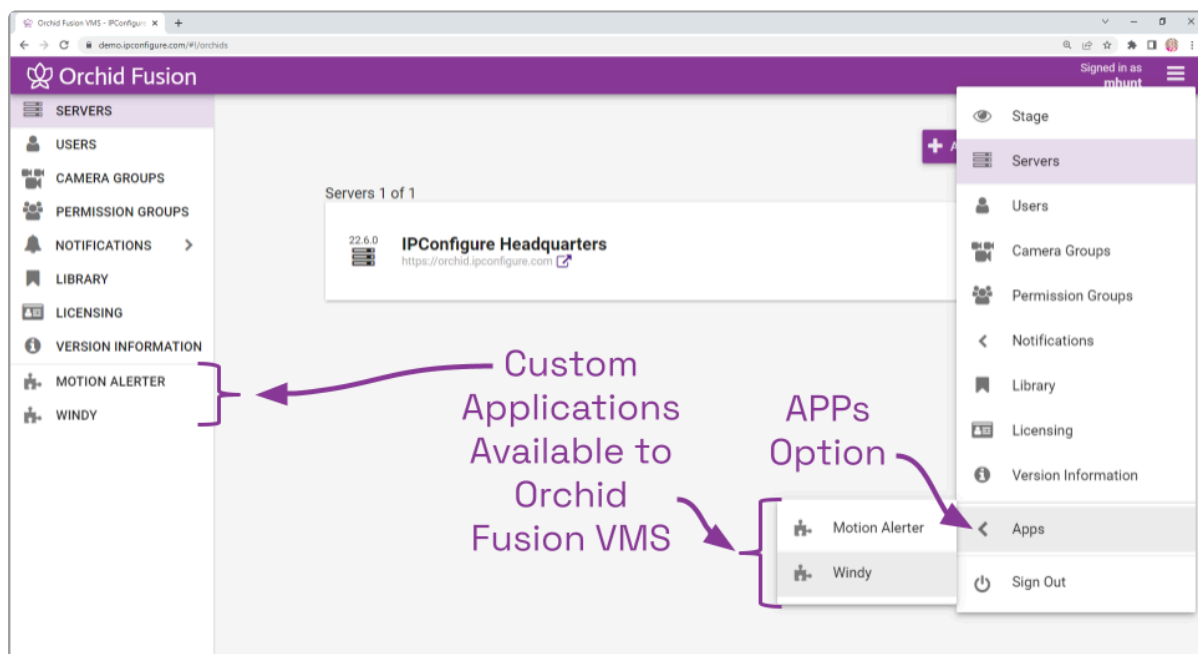 Orchid Fusion VMS - IPConfigure
demo.ipconfigure.com/#!/orchids
Orchid Fusion
Signed in as
mhunt
SERVERS
USERS
CAMERA GROUPS
PERMISSION GROUPS
NOTIFICATIONS
LIBRARY
LICENSING
VERSION INFORMATION
MOTION ALERTER
WINDY
+ A
Servers 1 of 1
22.6.0
IPConfigure Headquarters
https://orchid.ipconfigure.com
Custom
Applications
Available to
Orchid
Fusion VMS
APPs
Option
Motion Alerter
Windy
Stage
Servers
Users
Camera Groups
Permission Groups
Notifications
Library
Licensing
Version Information
Apps
Sign Out